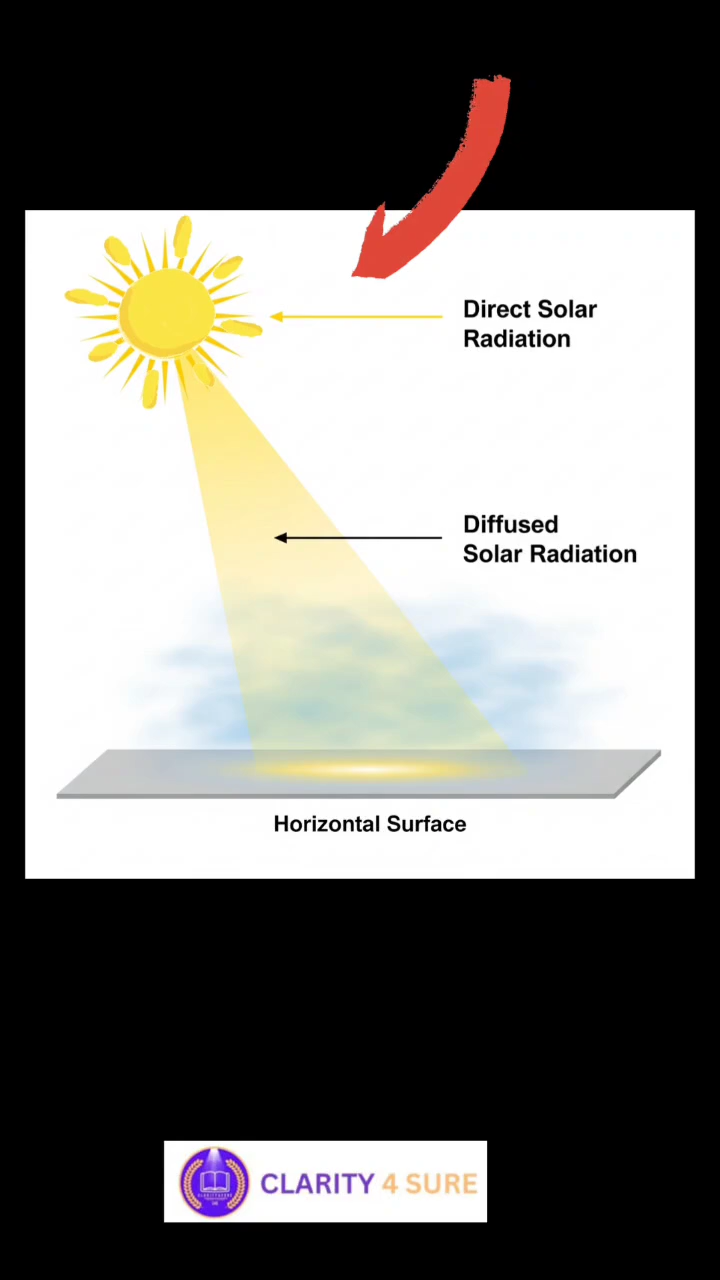 Direct Solar
Radiation
Diffused
Solar Radiation
Horizontal Surface
CLARITY 4 SURE